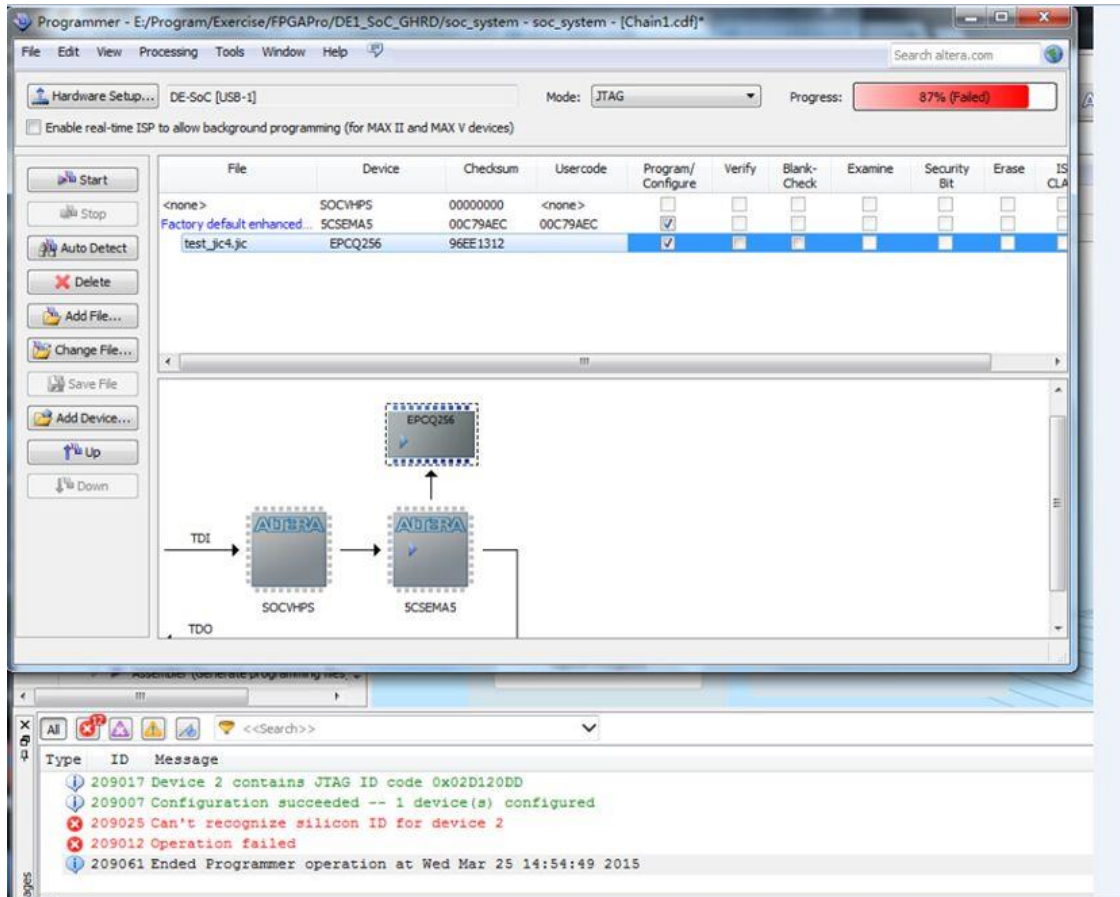 Programmer - E:/Program/Exercise/FPGAPro/DE1_SoC_GHRD/soc_system - soc_system - [Chain1.cdf]*
File Edit View Processing Tools Window Help
Search altera.com
Hardware Setup... DE-SoC [USB-1] Mode: JTAG Progress: 87% (Failed)
Enable real-time ISP to allow background programming (for MAX II and MAX V devices)
File Device Checksum Usercode Program/ Configure Verify Blank- Check Examine Security Bit Erase IS CLA
<none> SOCVHPS 00000000 <none>
Factory default enhanced... 5CSEMA5 00C79AEC 00C79AEC
test_jic4.jic EPCQ256 96EE1312
Start
Stop
Auto Detect
Delete
Add File...
Change File...
Save File
Add Device...
Up
Down
EPCQ256
TDI
ALTERA
ALTERA
SOCVHPS
5CSEMA5
TDO
Assembler (Generate programming files)
All <<Search>>
Type ID Message
209017 Device 2 contains JTAG ID code 0x02D120DD
209007 Configuration succeeded -- 1 device(s) configured
209025 Can't recognize silicon ID for device 2
209012 Operation failed
209061 Ended Programmer operation at Wed Mar 25 14:54:49 2015